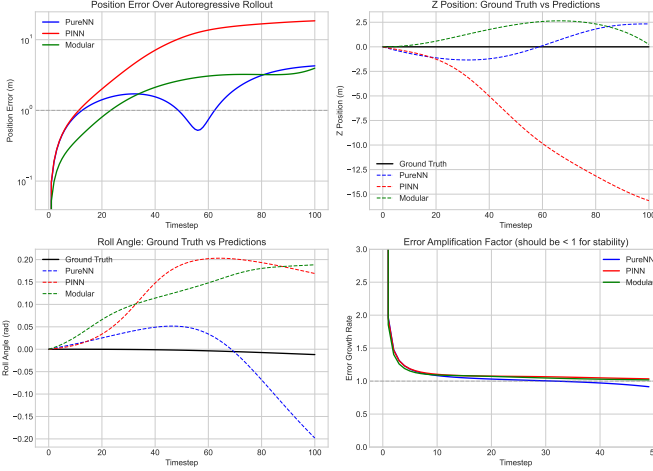 Position Error Over Autoregressive Rollout
PureNN
PINN
Modular
10¹
10⁰
10⁻¹
Position Error (m)
0
20
40
60
80
100
Timestep
Z Position: Ground Truth vs Predictions
2.5
0.0
−2.5
−5.0
−7.5
−10.0
−12.5
−15.0
Z Position (m)
Ground Truth
PureNN
PINN
Modular
0
20
40
60
80
100
Timestep
Roll Angle: Ground Truth vs Predictions
Ground Truth
PureNN
PINN
Modular
0.20
0.15
0.10
0.05
0.00
−0.05
−0.10
−0.15
−0.20
Roll Angle (rad)
0
20
40
60
80
100
Timestep
Error Amplification Factor (should be < 1 for stability)
PureNN
PINN
Modular
3.0
2.5
2.0
1.5
1.0
0.5
0.0
Error Growth Rate
0
10
20
30
40
Timestep